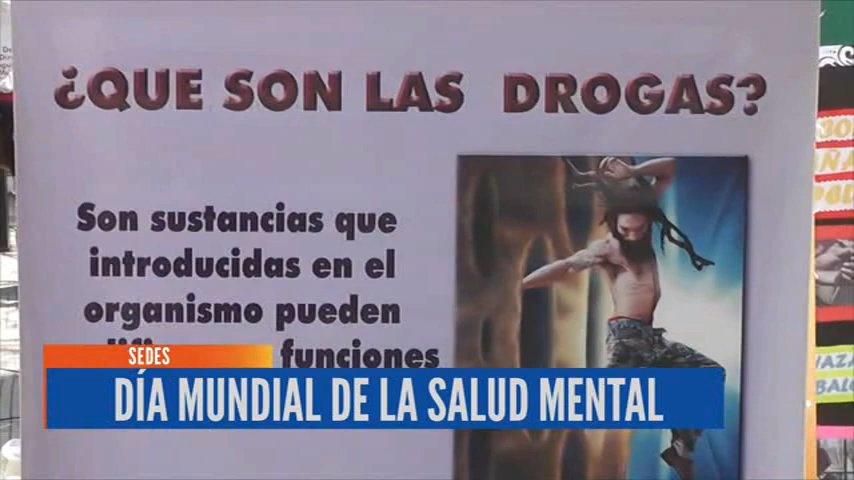 ¿QUE SON LAS DROGAS?
Son sustancias que
introducidas en el
organismo pueden
funciones
SEDES
DÍA MUNDIAL DE LA SALUD MENTAL